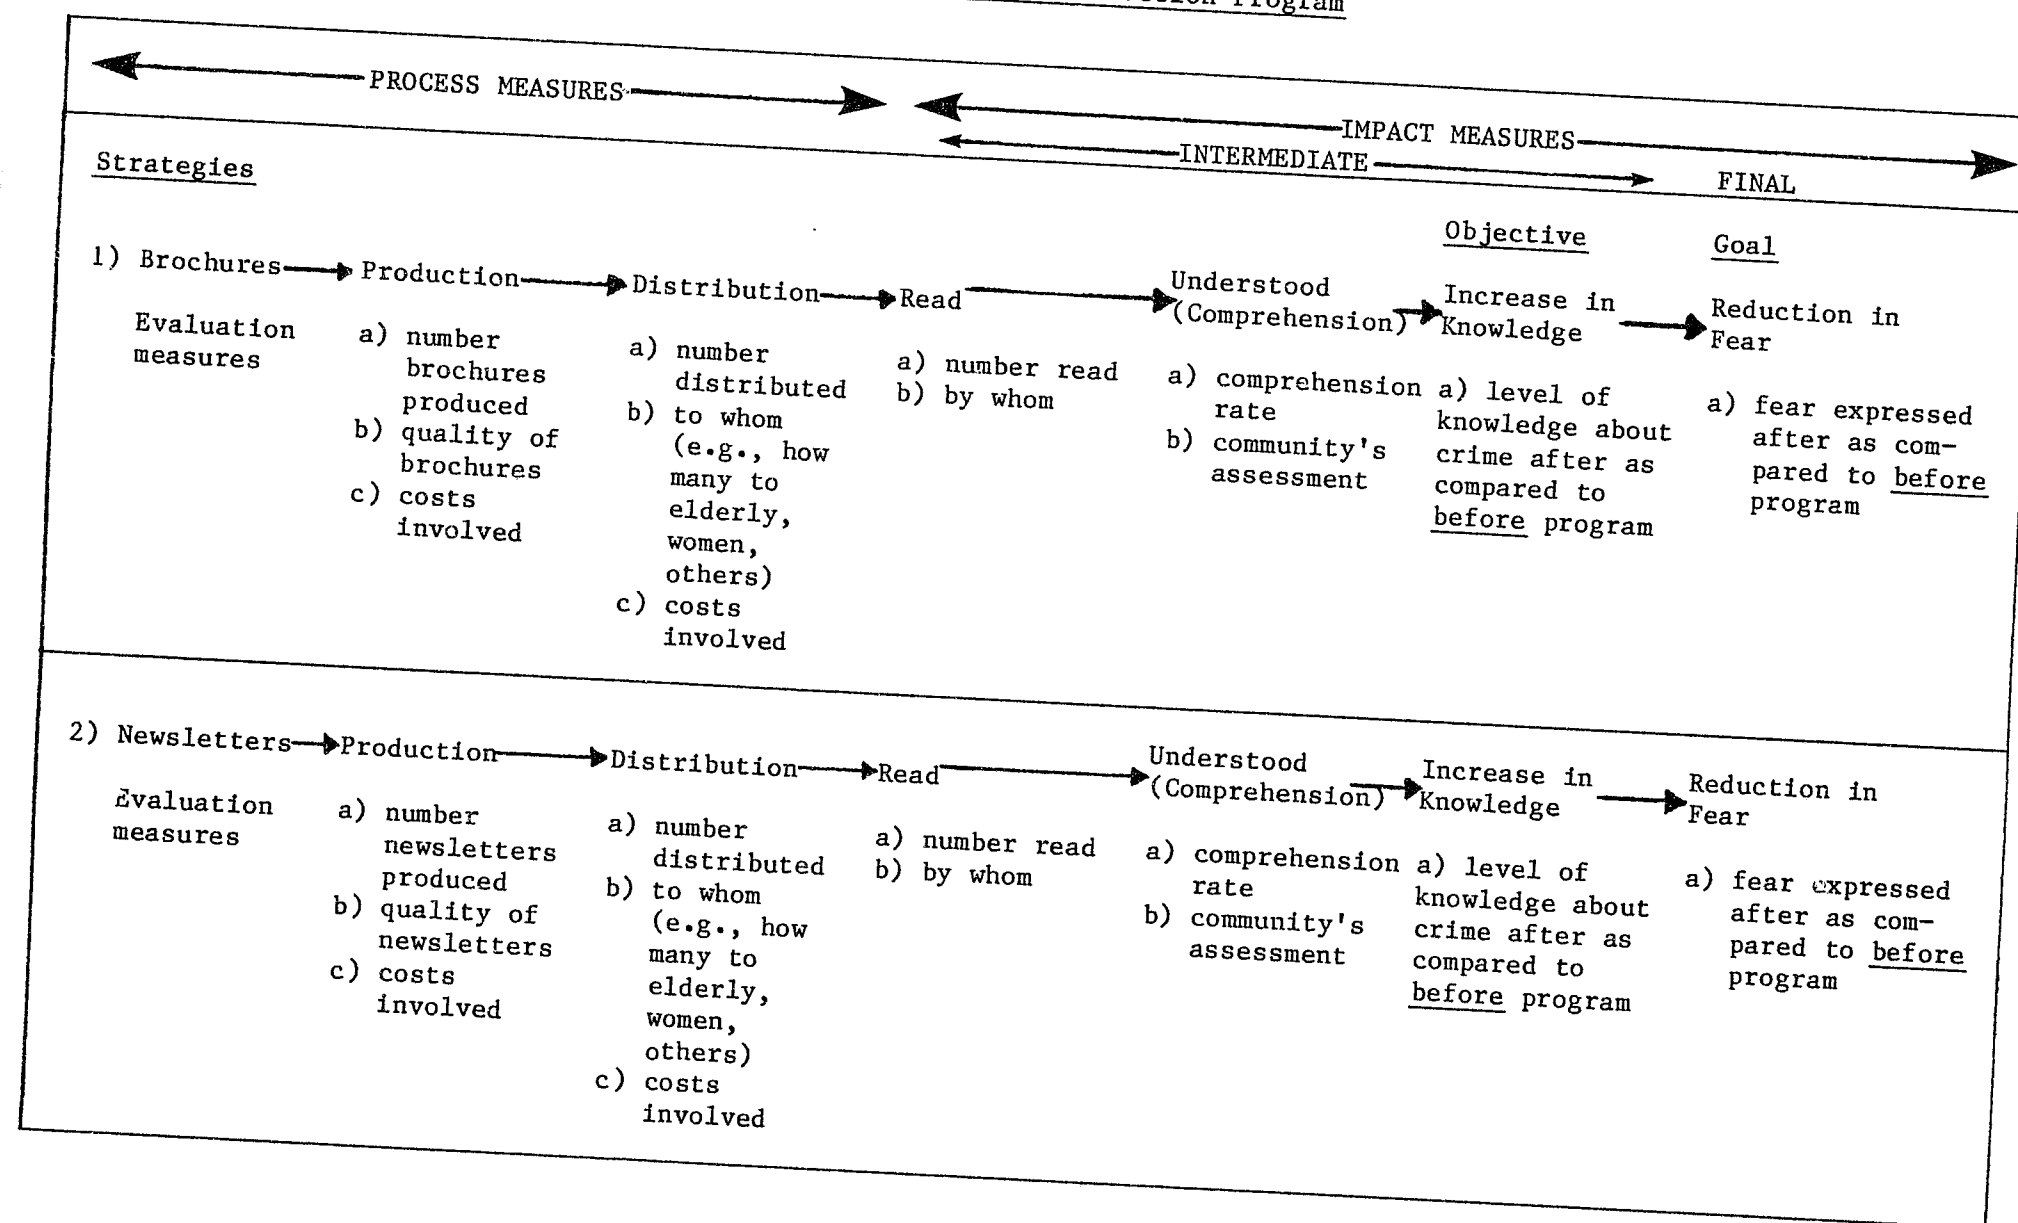 Program
PROCESS MEASURES
IMPACT MEASURES
INTERMEDIATE
FINAL
Strategies
Objective
Goal
1) Brochures
Production
Distribution
Read
Understood
(Comprehension)
Increase in
Knowledge
Reduction in
Fear
Evaluation
measures
a) number
brochures
produced
b) quality of
brochures
c) costs
involved
a) number
distributed
b) to whom
(e.g., how
many to
elderly,
women,
others)
c) costs
involved
a) number read
b) by whom
a) comprehension
rate
b) community's
assessment
a) level of
knowledge about
crime after as
compared to
before program
a) fear expressed
after as com-
pared to before
program
2) Newsletters
Production
Distribution
Read
Understood
(Comprehension)
Increase in
Knowledge
Reduction in
Fear
Evaluation
measures
a) number
newsletters
produced
b) quality of
newsletters
c) costs
involved
a) number
distributed
b) to whom
(e.g., how
many to
elderly,
women,
others)
c) costs
involved
a) number read
b) by whom
a) comprehension
rate
b) community's
assessment
a) level of
knowledge about
crime after as
compared to
before program
a) fear expressed
after as com-
pared to before
program